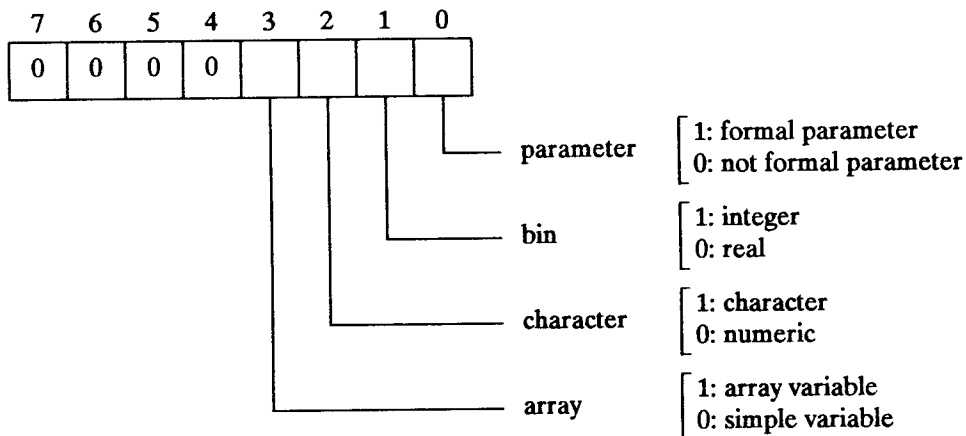 7 6 5 4 3 2 1 0
0 0 0 0
parameter
1: formal parameter
0: not formal parameter
bin
1: integer
0: real
character
1: character
0: numeric
array
1: array variable
0: simple variable